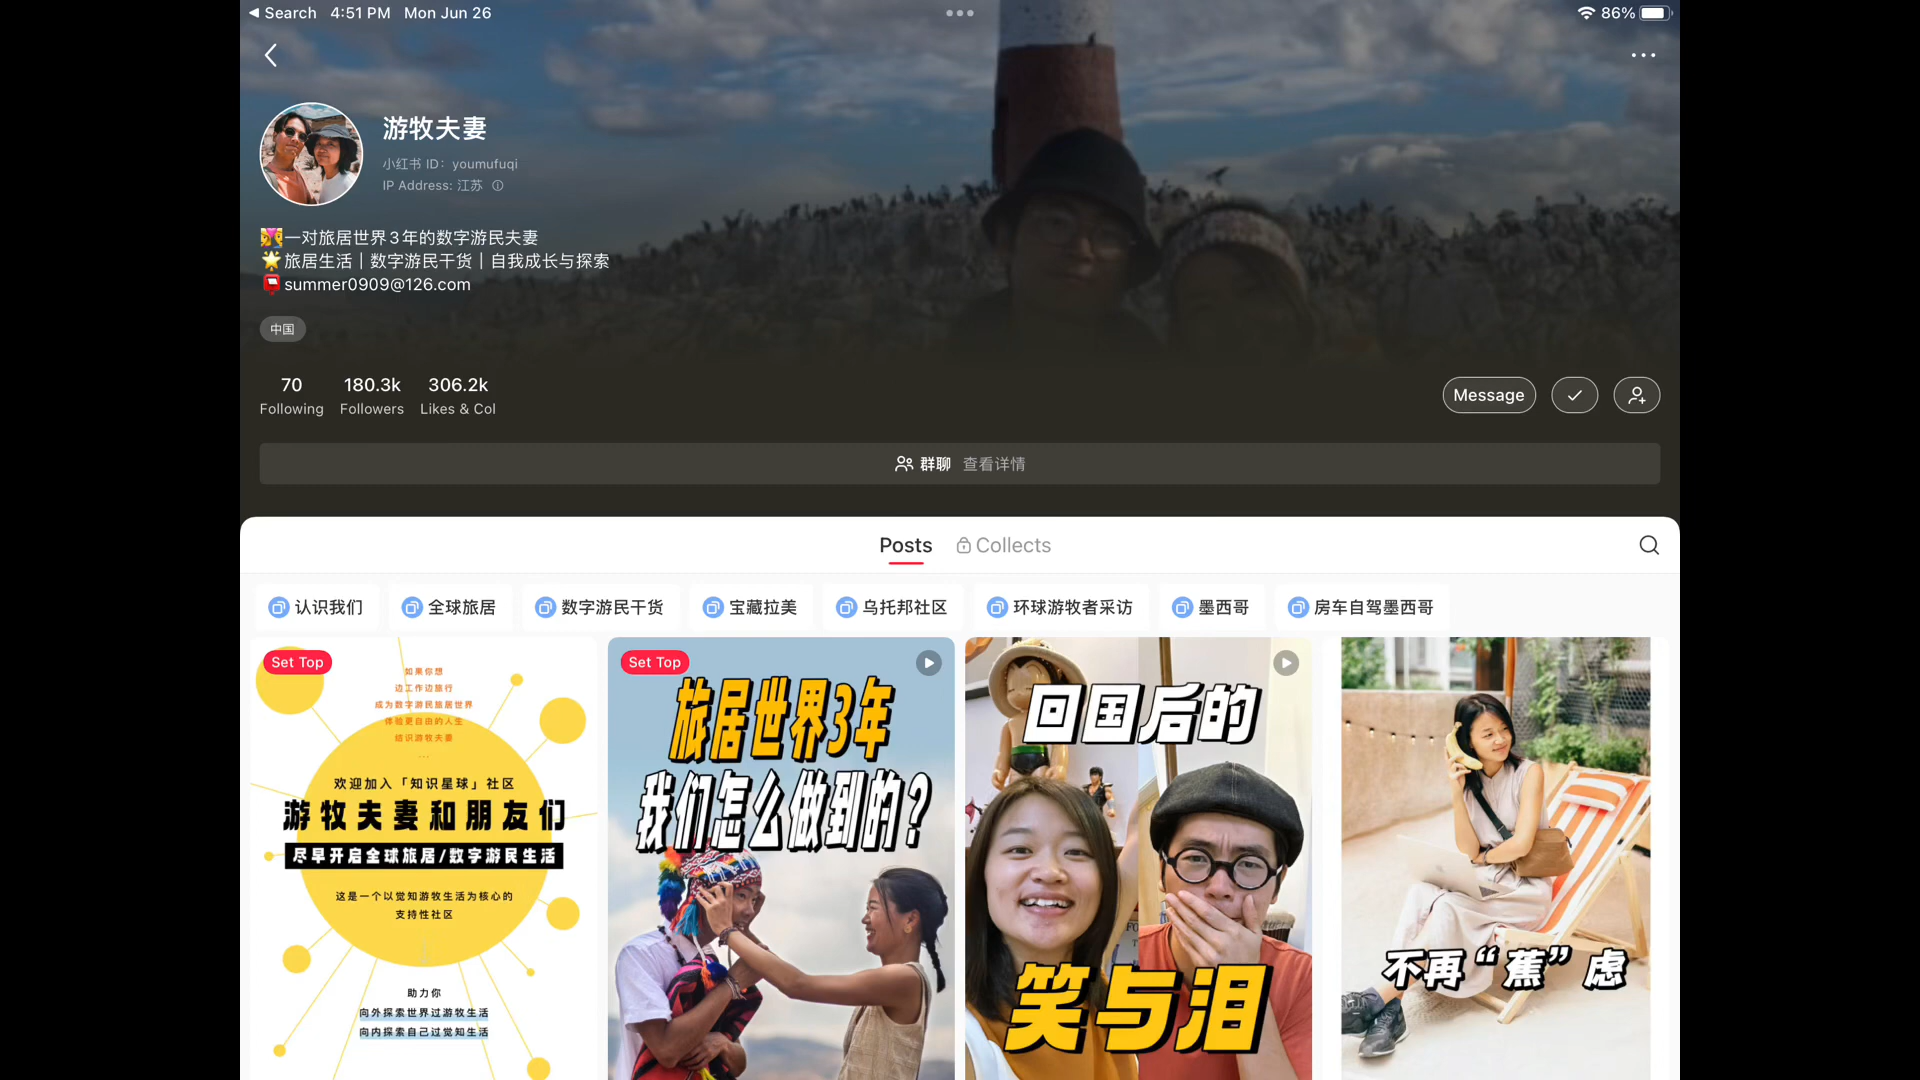 Search 4:51 PM Mon Jun 26
86%
游牧夫妻
小红书 ID：youmufuqi
IP Address: 江苏
一对旅居世界3年的数字游民夫妻
旅居生活｜数字游民干货｜自我成长与探索
summer0909@126.com
中国
70 180.3k 306.2k
Following Followers Likes & Col
Message
群聊 查看详情
Posts Collects
认识我们 全球旅居 数字游民干货 宝藏拉美 乌托邦社区 环球游牧者采访 墨西哥 房车自驾墨西哥
Set Top
如果你想
边工作边旅行
成为数字游民旅居世界
体验更自由的人生
结识游牧夫妻
...
欢迎加入「知识星球」社区
游牧夫妻和朋友们
尽早开启全球旅居/数字游民生活
这是一个以觉知游牧生活为核心的
支持性社区
助力你
向外探索世界过游牧生活
向内探索自己过觉知生活
Set Top
旅居世界3年
我们怎么做到的？
回国后的
笑与泪
不再“蕉”虑